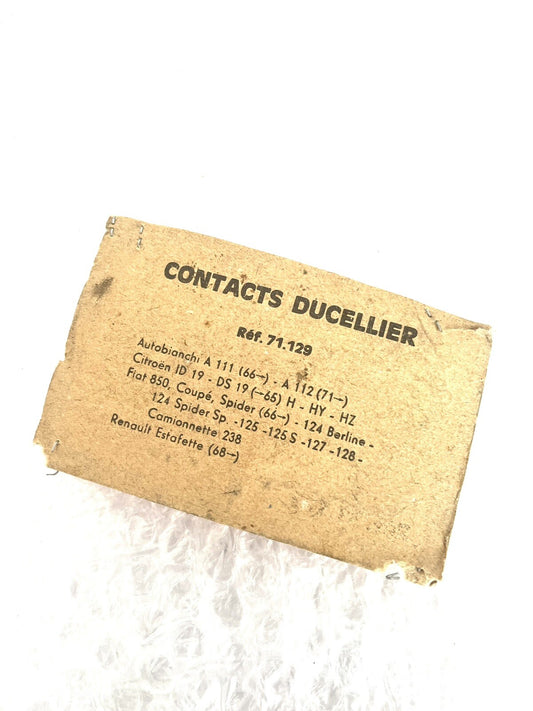 CONTACTS DUCELLIER
Réf. 71.129
Autobianchi A 111 (66→) - A 112 (71→)
Citroën ID 19 - DS 19 (→65) H - HY - HZ
Fiat 850, Coupé, Spider (66→) - 124 Berline -
124 Spider Sp. -125 -125 S -127 -128 -
Camionnette 238
Renault Estafette (68→)